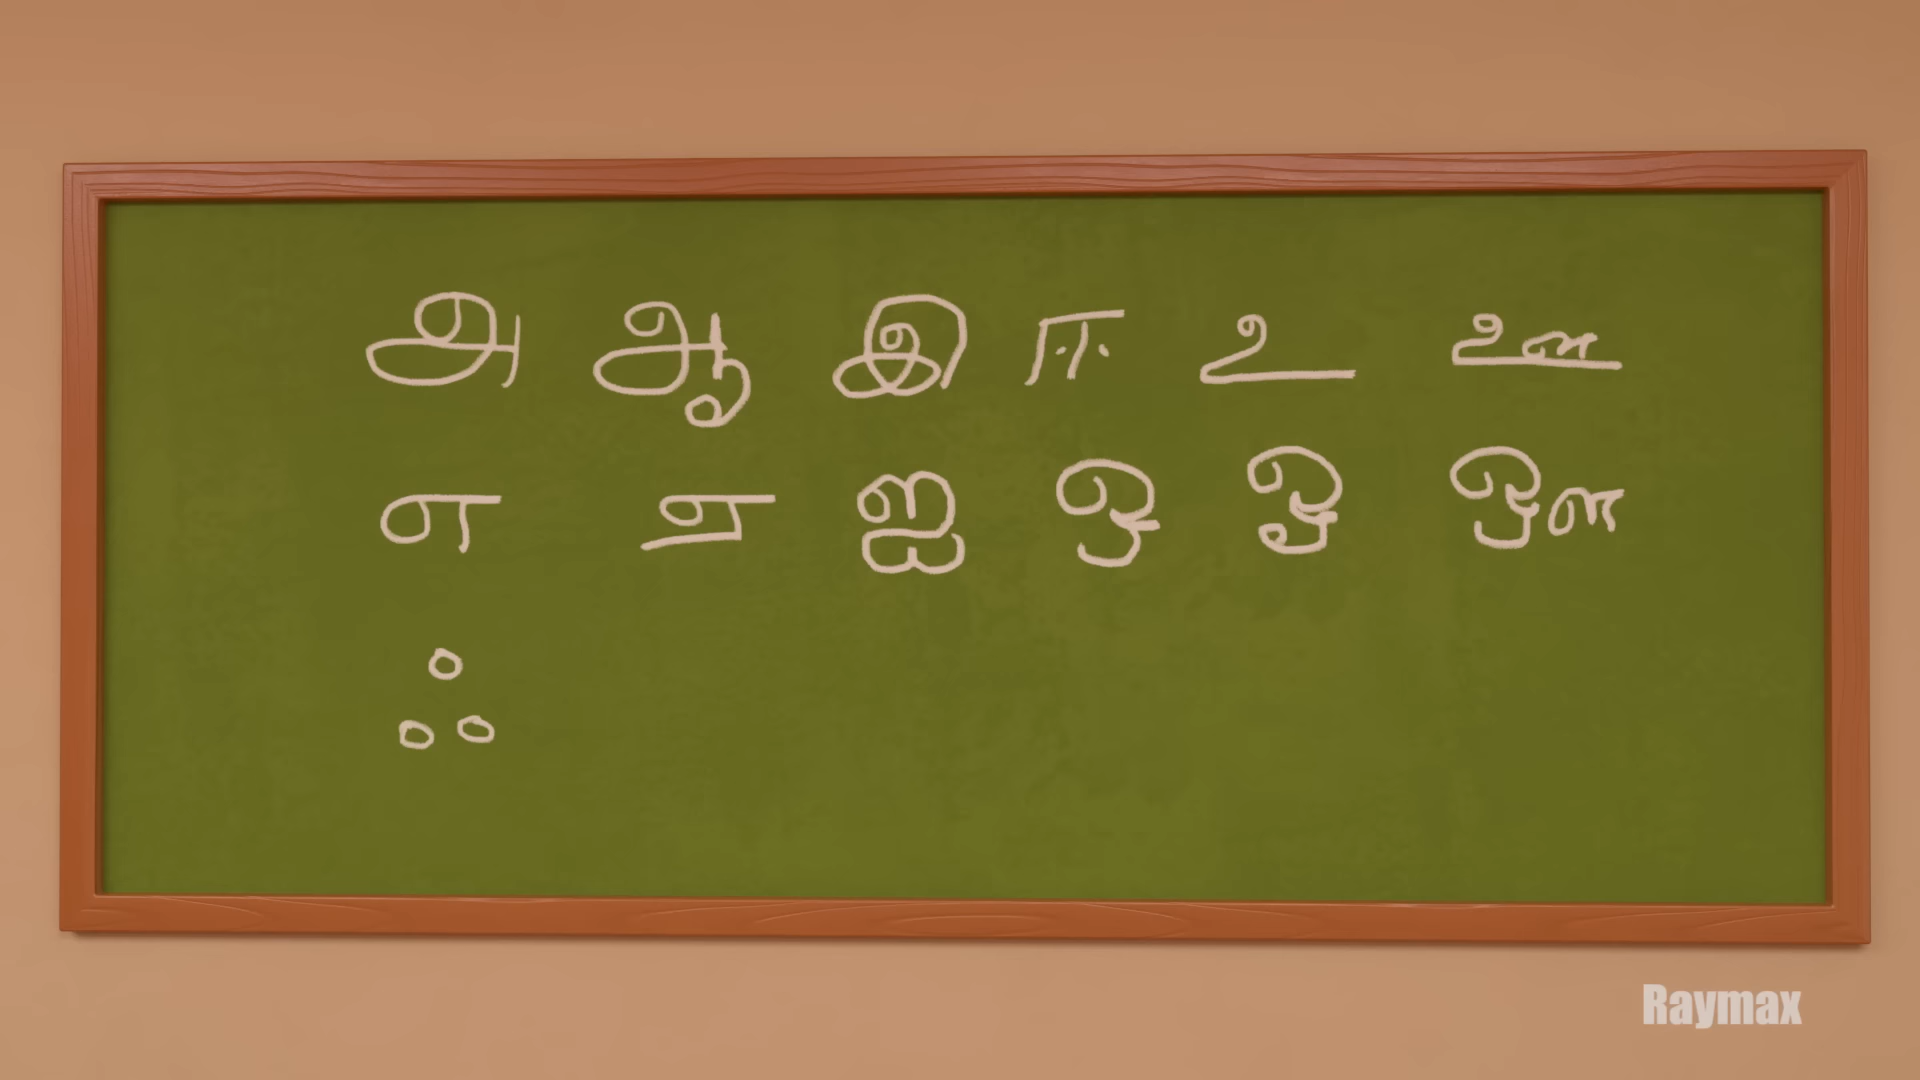 அ ஆ இ ஈ உ ஊ
எ ஏ ஐ ஒ ஓ ஔ
ஃ
Raymax